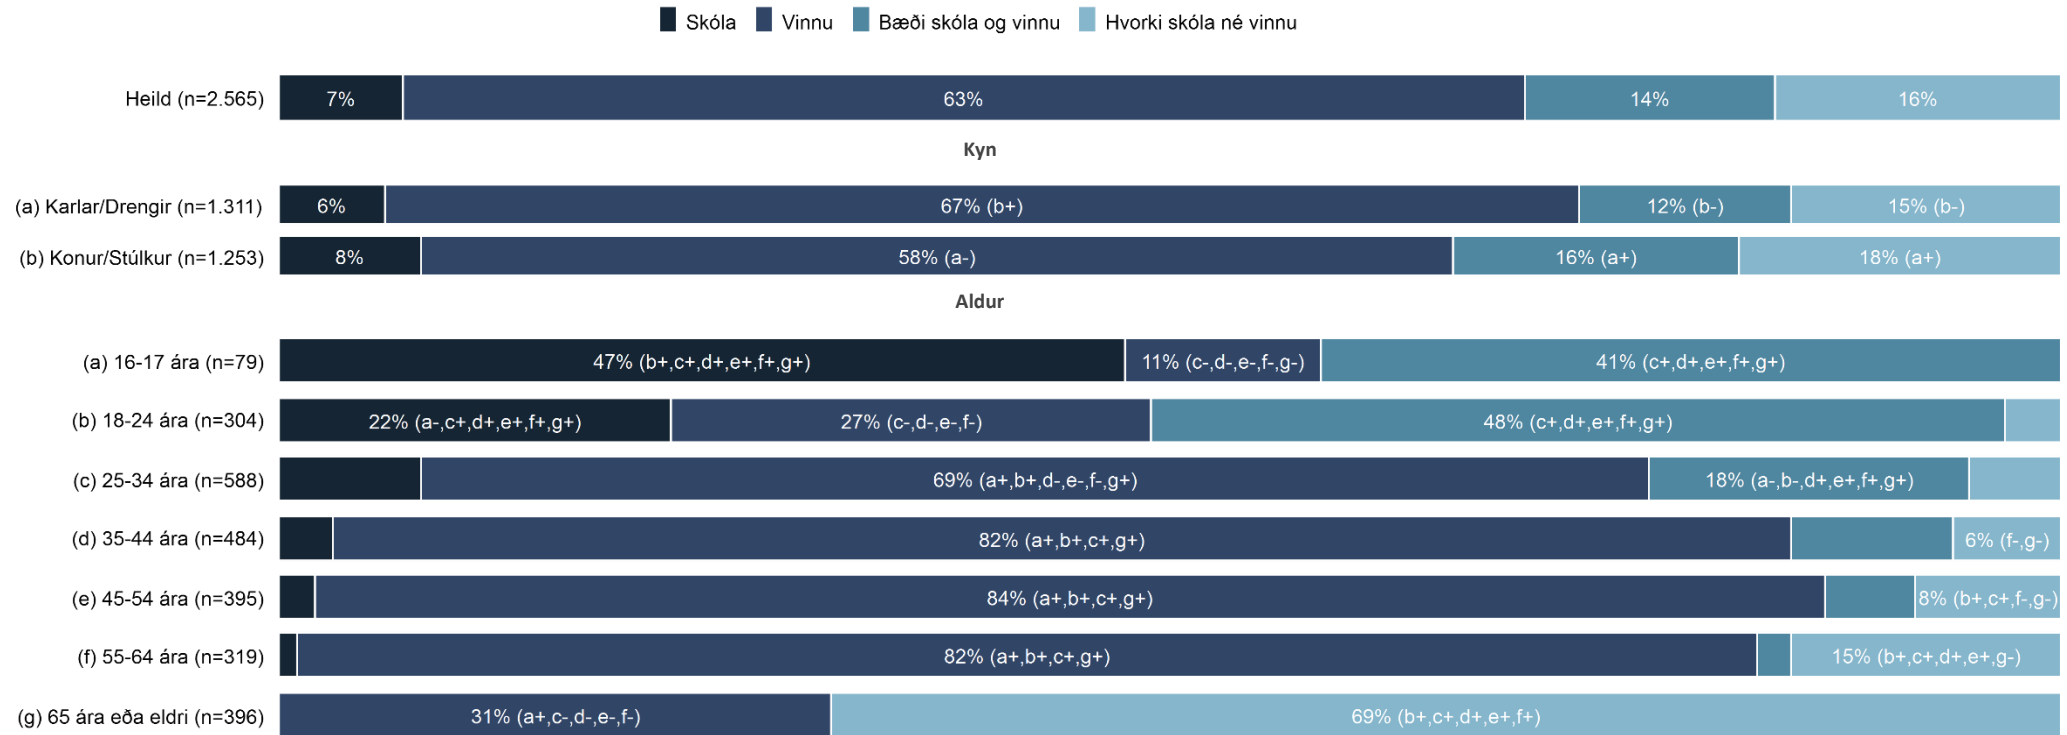 Skóla Vinnu Bæði skóla og vinnu Hvorki skóla né vinnu
Heild (n=2.565) 7% 63% 14% 16%
Kyn
(a) Karlar/Drengir (n=1.311) 6% 67% (b+) 12% (b-) 15% (b-)
(b) Konur/Stúlkur (n=1.253) 8% 58% (a-) 16% (a+) 18% (a+)
Aldur
(a) 16-17 ára (n=79) 47% (b+,c+,d+,e+,f+,g+) 11% (c-,d-,e-,f-,g-) 41% (c+,d+,e+,f+,g+)
(b) 18-24 ára (n=304) 22% (a-,c+,d+,e+,f+,g+) 27% (c-,d-,e-,f-) 48% (c+,d+,e+,f+,g+)
(c) 25-34 ára (n=588) 69% (a+,b+,d-,e-,f-,g+) 18% (a-,b-,d+,e+,f+,g+)
(d) 35-44 ára (n=484) 82% (a+,b+,c+,g+) 6% (f-,g-)
(e) 45-54 ára (n=395) 84% (a+,b+,c+,g+) 8% (b+,c+,f-,g-)
(f) 55-64 ára (n=319) 82% (a+,b+,c+,g+) 15% (b+,c+,d+,e+,g-)
(g) 65 ára eða eldri (n=396) 31% (a+,c-,d-,e-,f-) 69% (b+,c+,d+,e+,f+)